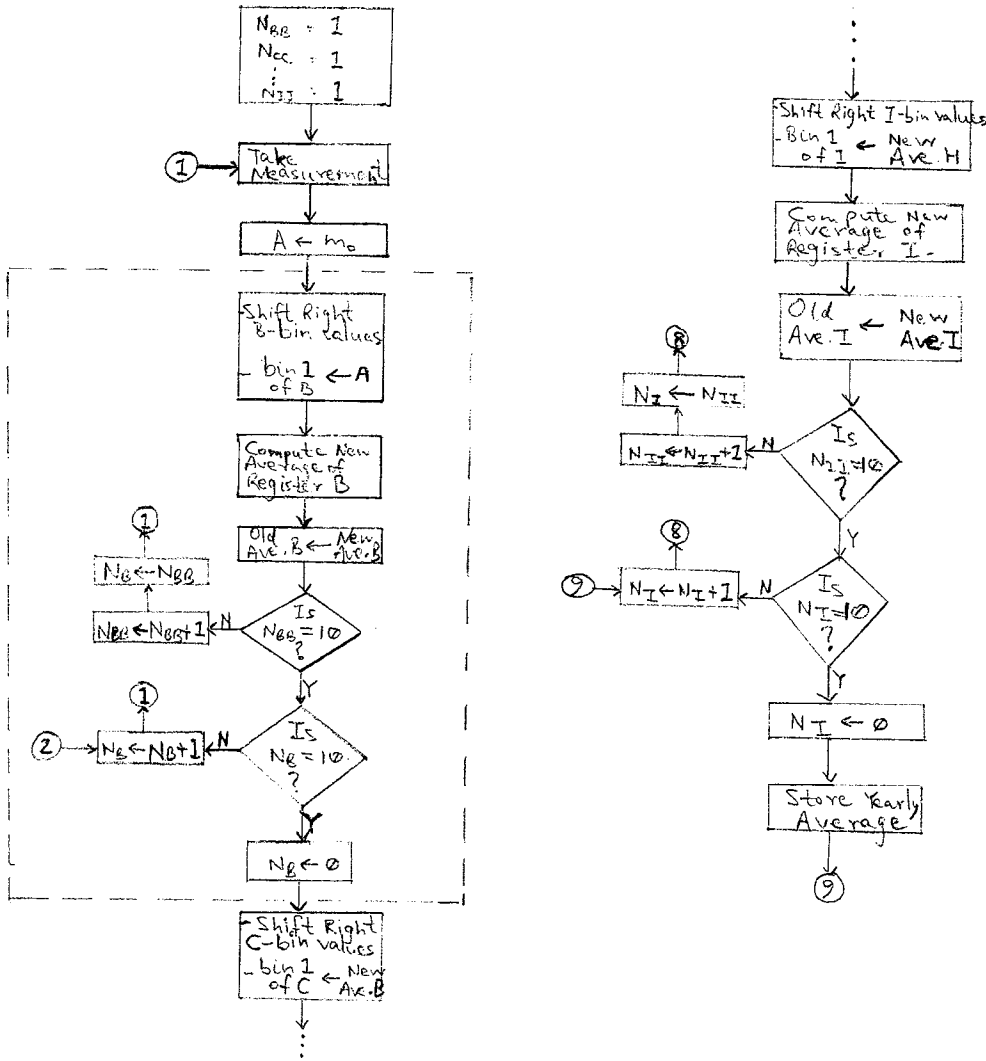 N_BB = 1
N_CC. = 1
⋮
N_II = 1
1
Take
Measurement
A ← m₀
-Shift Right
B-bin values
- bin 1 ← A
of B
Compute New
Average of
Register B
Old ← New
Ave. B Ave. B
1
N_B ← N_BB
N_BB ← N_BB+1
N
Is
N_BB = 10
?
Y
1
2
N_B ← N_B+1
N
Is
N_B = 10
?
Y
N_B ← 0
- Shift Right
C-bin values
- bin 1 ← New
of C Ave. B
⋮
⋮
-Shift Right I-bin values
-Bin 1 ← New
of I Ave. H
Compute New
Average of
Register I.
Old ← New
Ave. I Ave. I
8
N_I ← N_II
N_II ← N_II+1
N
Is
N_II=10
?
Y
8
9
N_I ← N_I+1
N
Is
N_I=10
?
Y
N_I ← 0
Store Yearly
Average
9